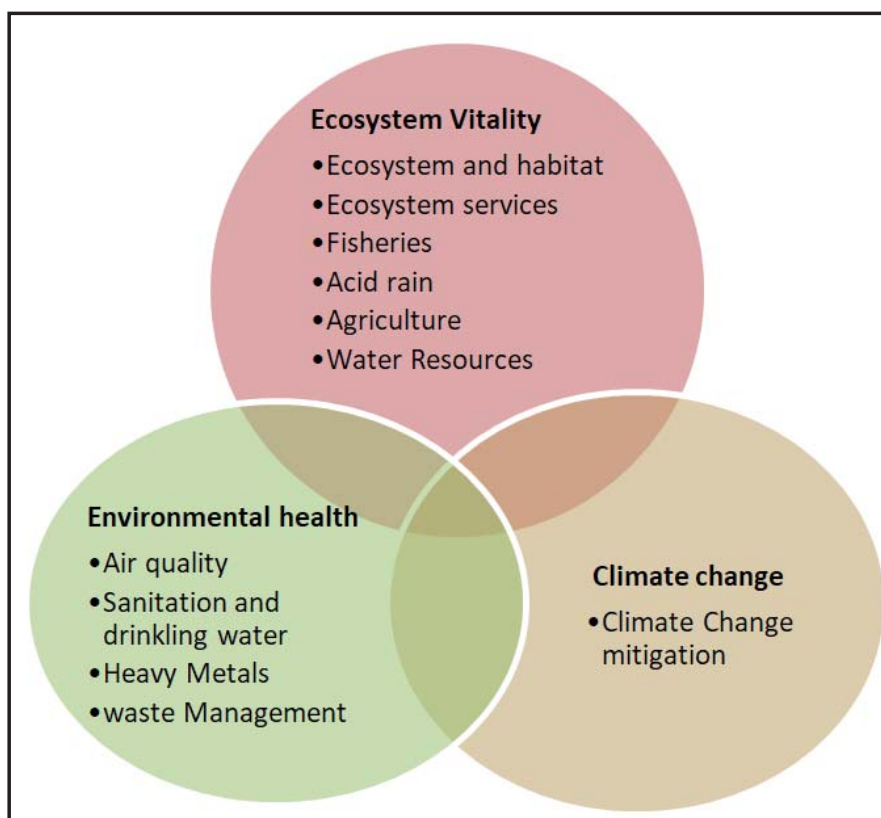 Ecosystem Vitality
•Ecosystem and habitat
•Ecosystem services
•Fisheries
•Acid rain
•Agriculture
•Water Resources
Environmental health
•Air quality
•Sanitation and
drinkling water
•Heavy Metals
•waste Management
Climate change
•Climate Change
mitigation